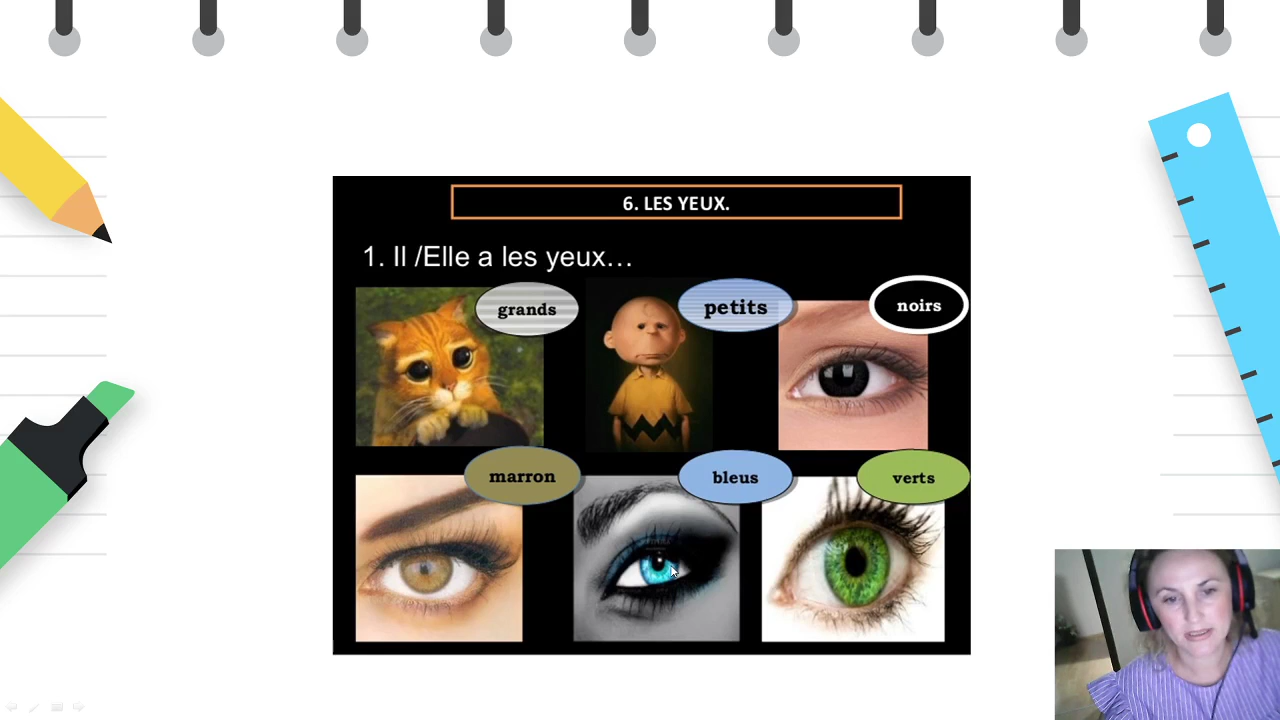 6. LES YEUX.
1. Il /Elle a les yeux…
grands
petits
noirs
marron
bleus
verts